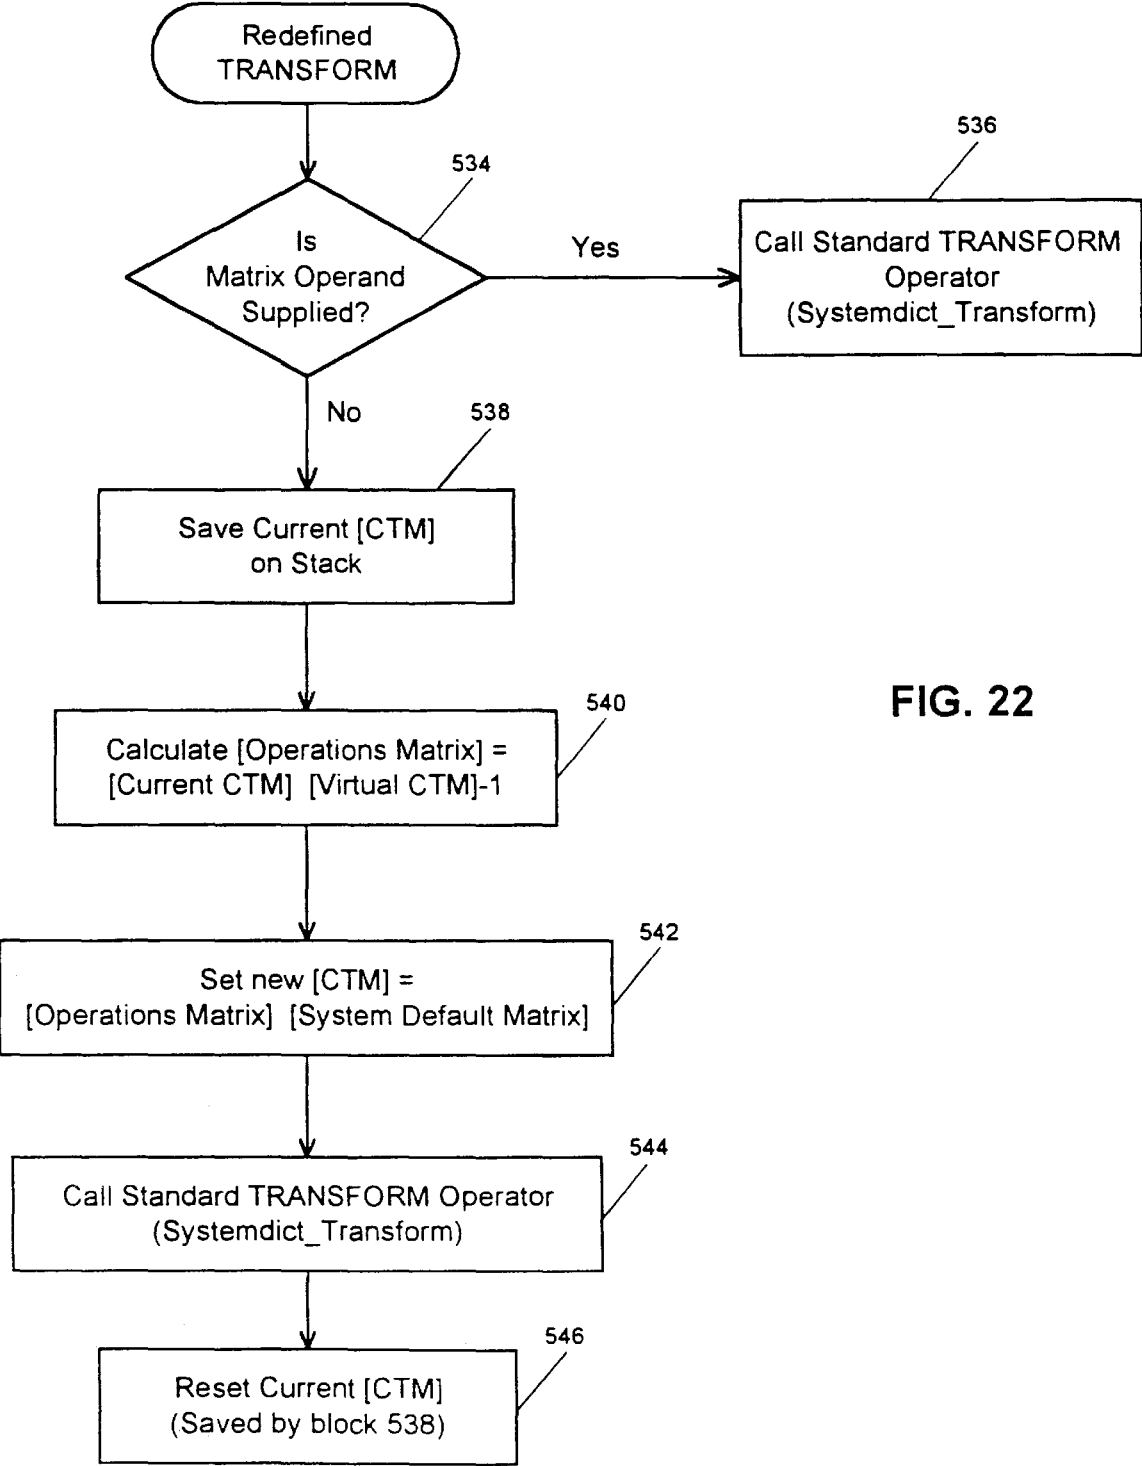 Redefined
TRANSFORM
534
Is
Matrix Operand
Supplied?
Yes
536
Call Standard TRANSFORM
Operator
(Systemdict_Transform)
No
538
Save Current [CTM]
on Stack
540
Calculate [Operations Matrix] =
[Current CTM] [Virtual CTM]-1
FIG. 22
542
Set new [CTM] =
[Operations Matrix] [System Default Matrix]
544
Call Standard TRANSFORM Operator
(Systemdict_Transform)
546
Reset Current [CTM]
(Saved by block 538)